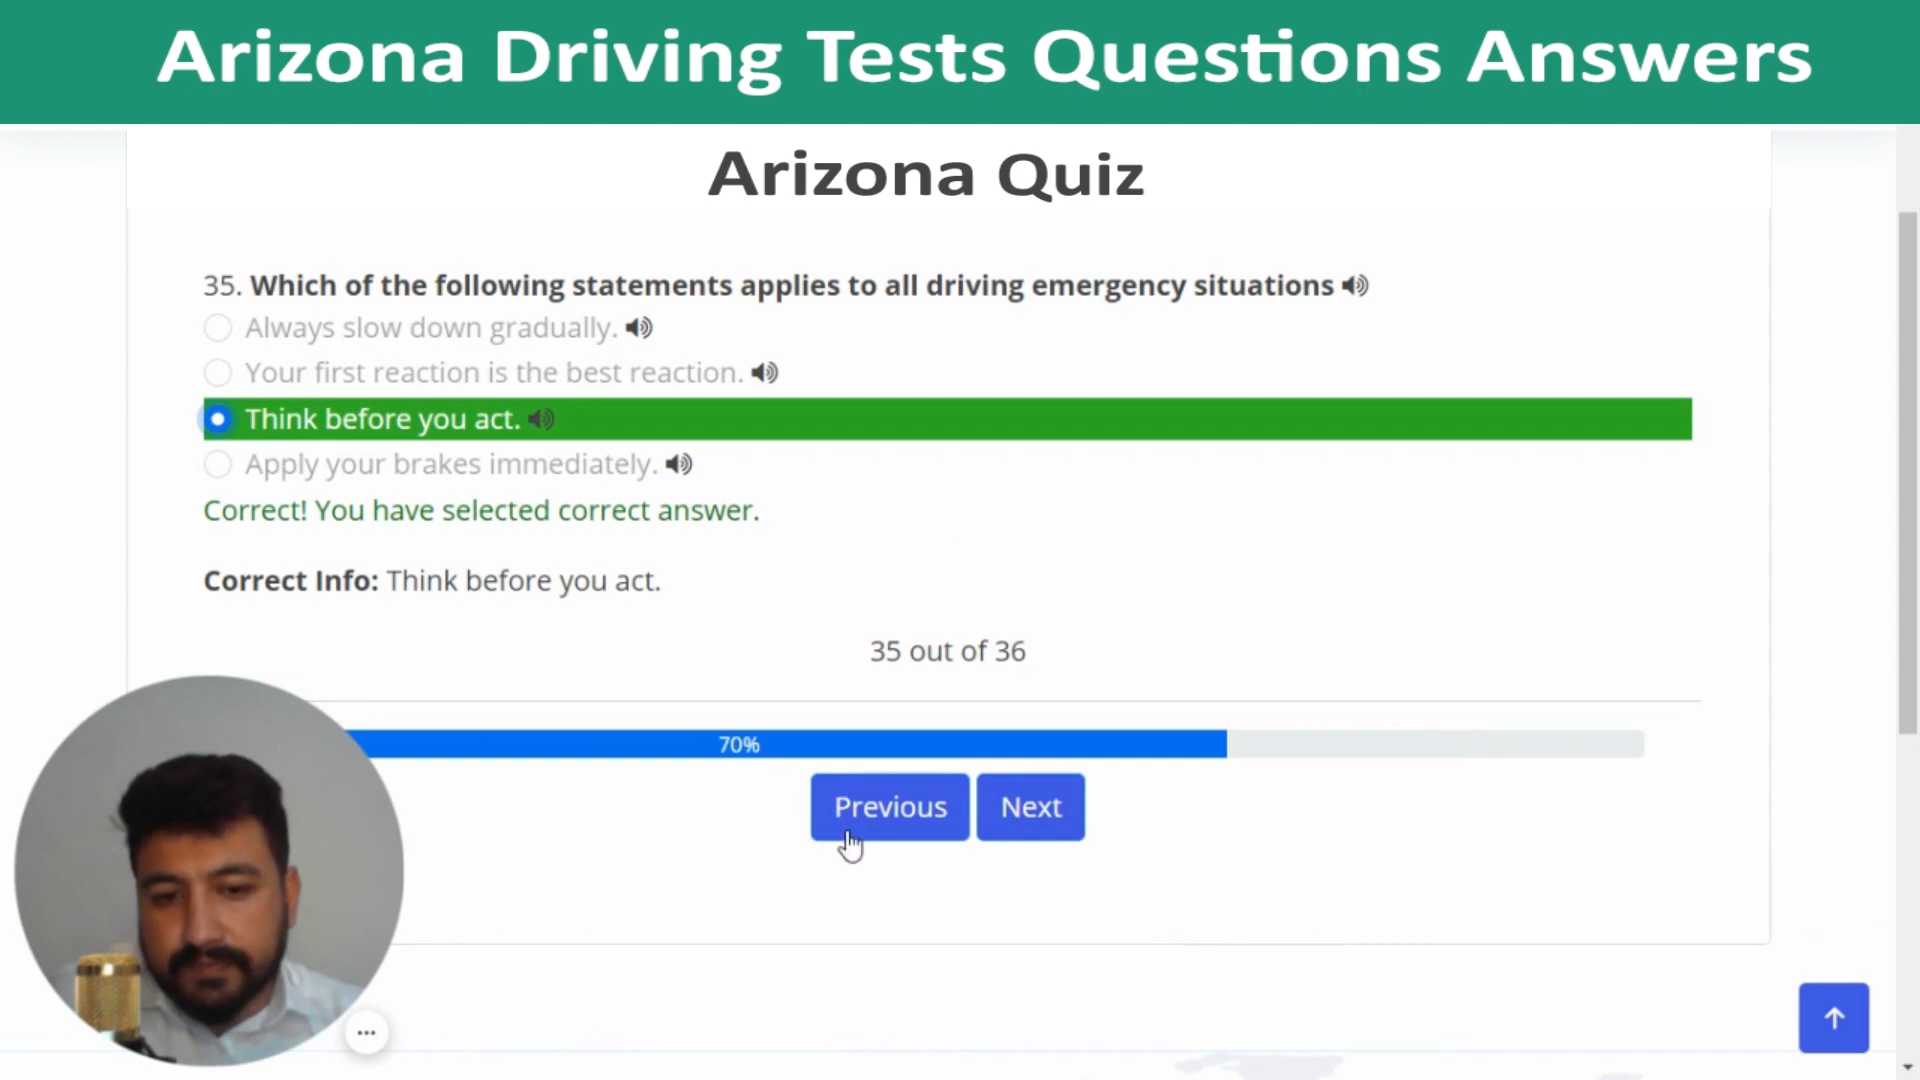 Arizona Driving Tests Questions Answers
Arizona Quiz
35. Which of the following statements applies to all driving emergency situations
Always slow down gradually.
Your first reaction is the best reaction.
Think before you act.
Apply your brakes immediately.
Correct! You have selected correct answer.
Correct Info: Think before you act.
35 out of 36
70%
Previous Next